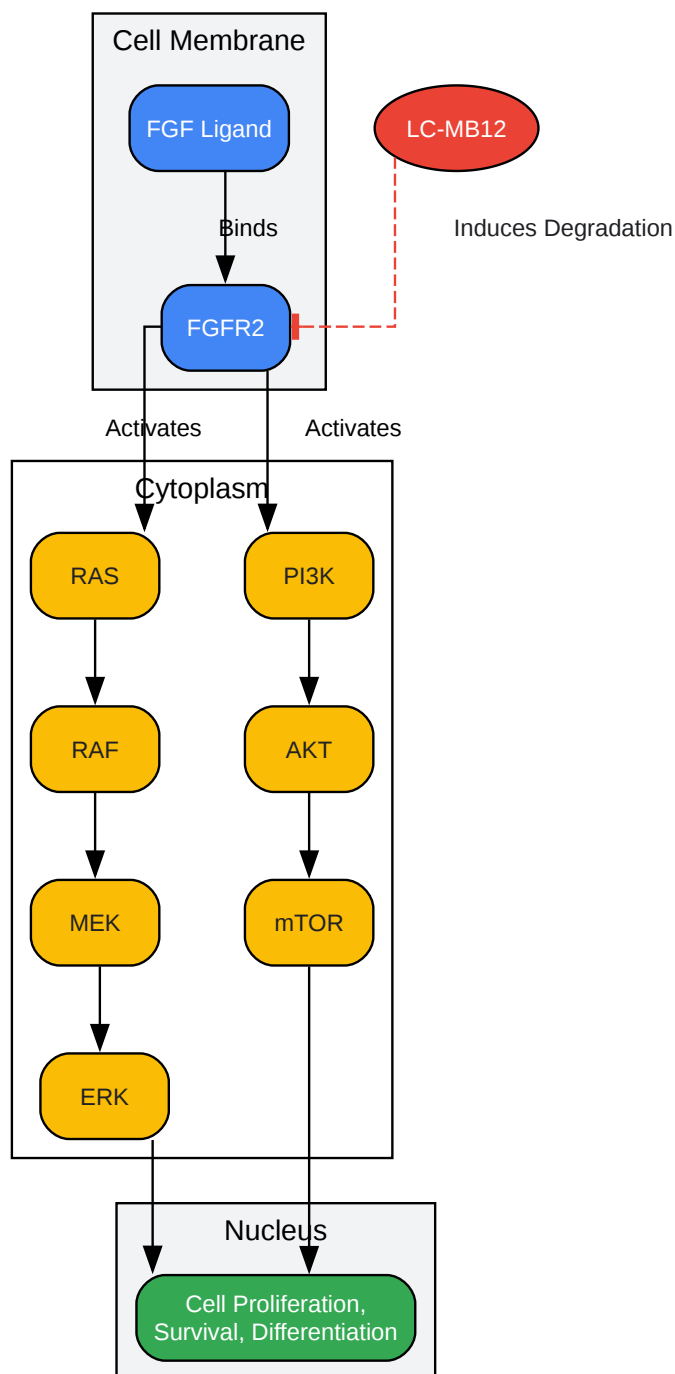 Cell Membrane
FGF Ligand
LC-MB12
Binds
Induces Degradation
FGFR2
Activates
Activates
Cytoplasm
RAS
PI3K
RAF
AKT
MEK
mTOR
ERK
Nucleus
Cell Proliferation,
Survival, Differentiation